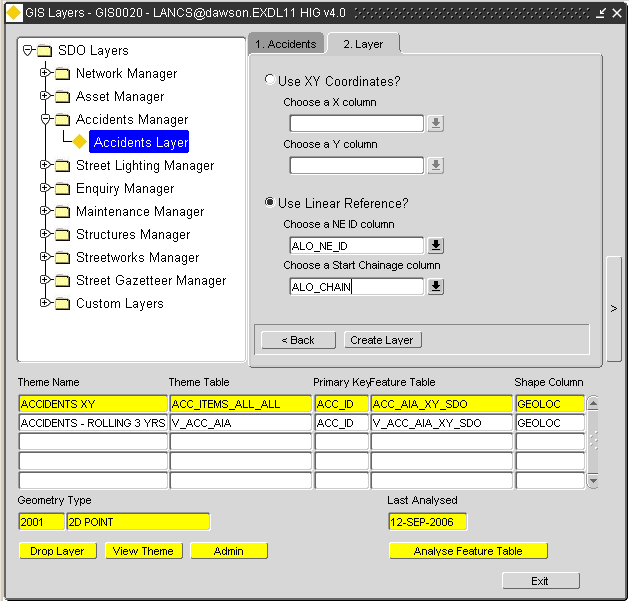 GIS Layers - GIS0020 - LANCS@dawson.EXDL11 HIG v4.0
SDO Layers
Network Manager
Asset Manager
Accidents Manager
Accidents Layer
Street Lighting Manager
Enquiry Manager
Maintenance Manager
Structures Manager
Streetworks Manager
Street Gazetteer Manager
Custom Layers
1. Accidents 2. Layer
Use XY Coordinates?
Choose a X column
Choose a Y column
Use Linear Reference?
Choose a NE ID column
ALO_NE_ID
Choose a Start Chainage column
ALO_CHAIN
< Back Create Layer
>
Theme Name Theme Table Primary Key Feature Table Shape Column
ACCIDENTS XY ACC_ITEMS_ALL_ALL ACC_ID ACC_AIA_XY_SDO GEOLOC
ACCIDENTS - ROLLING 3 YRS V_ACC_AIA ACC_ID V_ACC_AIA_XY_SDO GEOLOC
Geometry Type Last Analysed
2001 2D POINT 12-SEP-2006
Drop Layer View Theme Admin Analyse Feature Table
Exit